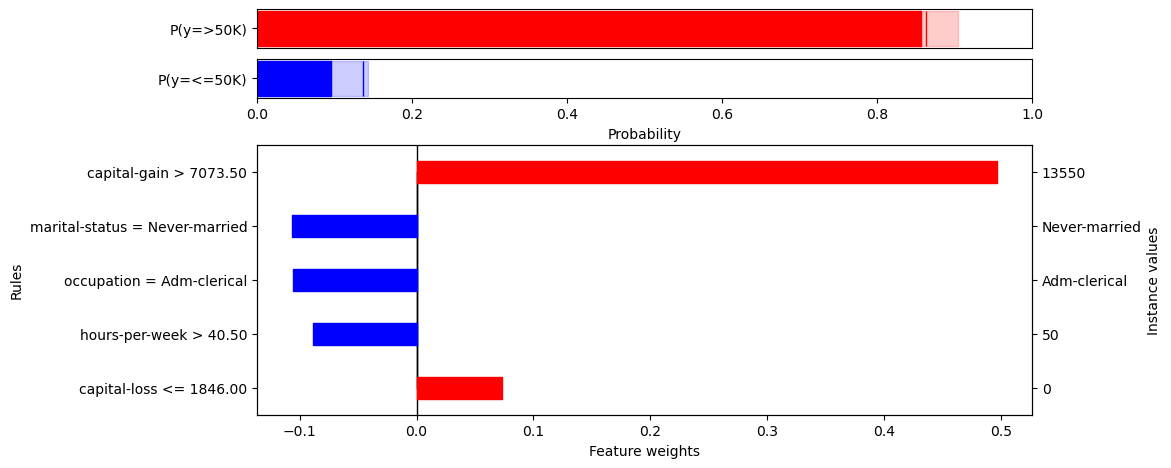 P(y=>50K)
P(y=<=50K)
0.0 0.2 0.4 0.6 0.8 1.0
Probability
capital-gain > 7073.50 13550
marital-status = Never-married Never-married
occupation = Adm-clerical Adm-clerical
hours-per-week > 40.50 50
capital-loss <= 1846.00 0
Rules
Instance values
−0.1 0.0 0.1 0.2 0.3 0.4 0.5
Feature weights